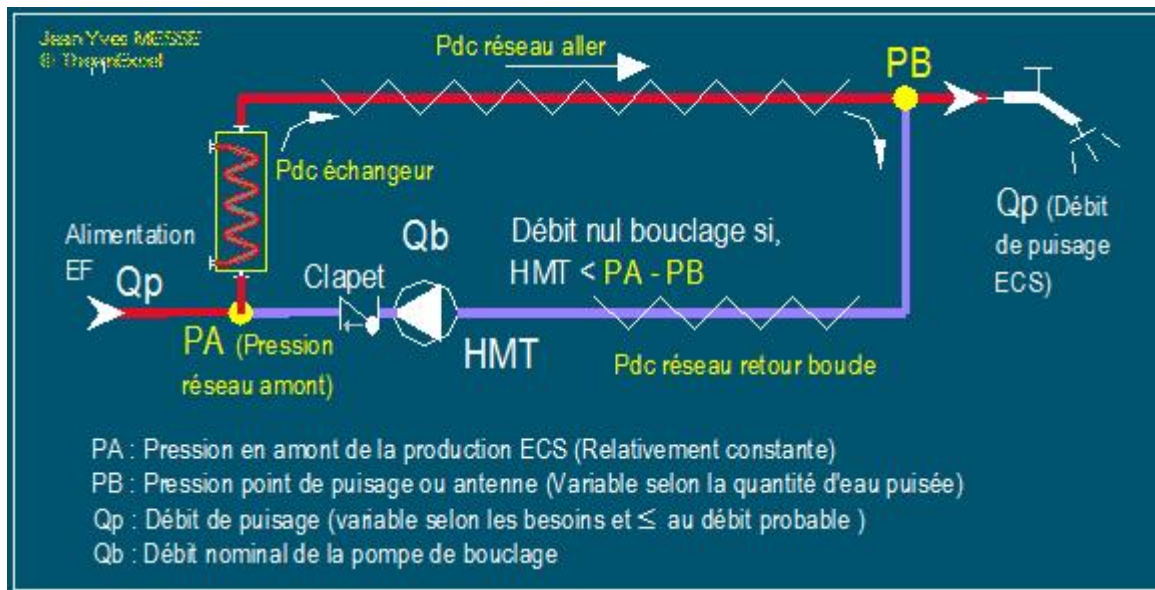 Jean Yves MESSE
© ThermExcel
Pdc réseau aller
PB
Pdc échangeur
Alimentation
EF
Qp
Qb
Clapet
Débit nul bouclage si,
HMT < PA - PB
Qp (Débit
de puisage
ECS)
PA (Pression
réseau amont)
HMT
Pdc réseau retour boucle
PA : Pression en amont de la production ECS (Relativement constante)
PB : Pression point de puisage ou antenne (Variable selon la quantité d'eau puisée)
Qp : Débit de puisage (variable selon les besoins et ≤ au débit probable )
Qb : Débit nominal de la pompe de bouclage